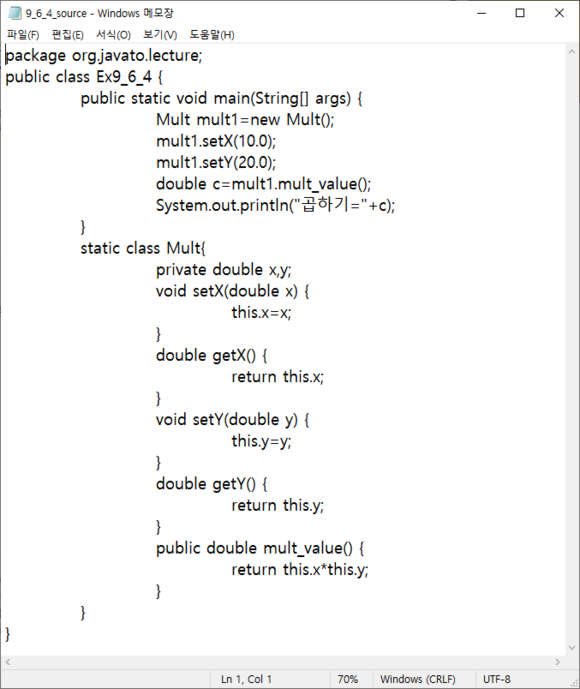 9_6_4_source - Windows 메모장
파일(F) 편집(E) 서식(O) 보기(V) 도움말(H)
package org.javato.lecture;
public class Ex9_6_4 {
public static void main(String[] args) {
Mult mult1=new Mult();
mult1.setX(10.0);
mult1.setY(20.0);
double c=mult1.mult_value();
System.out.println("곱하기="+c);
}
static class Mult{
private double x,y;
void setX(double x) {
this.x=x;
}
double getX() {
return this.x;
}
void setY(double y) {
this.y=y;
}
double getY() {
return this.y;
}
public double mult_value() {
return this.x*this.y;
}
}
}
Ln 1, Col 1 70% Windows (CRLF) UTF-8